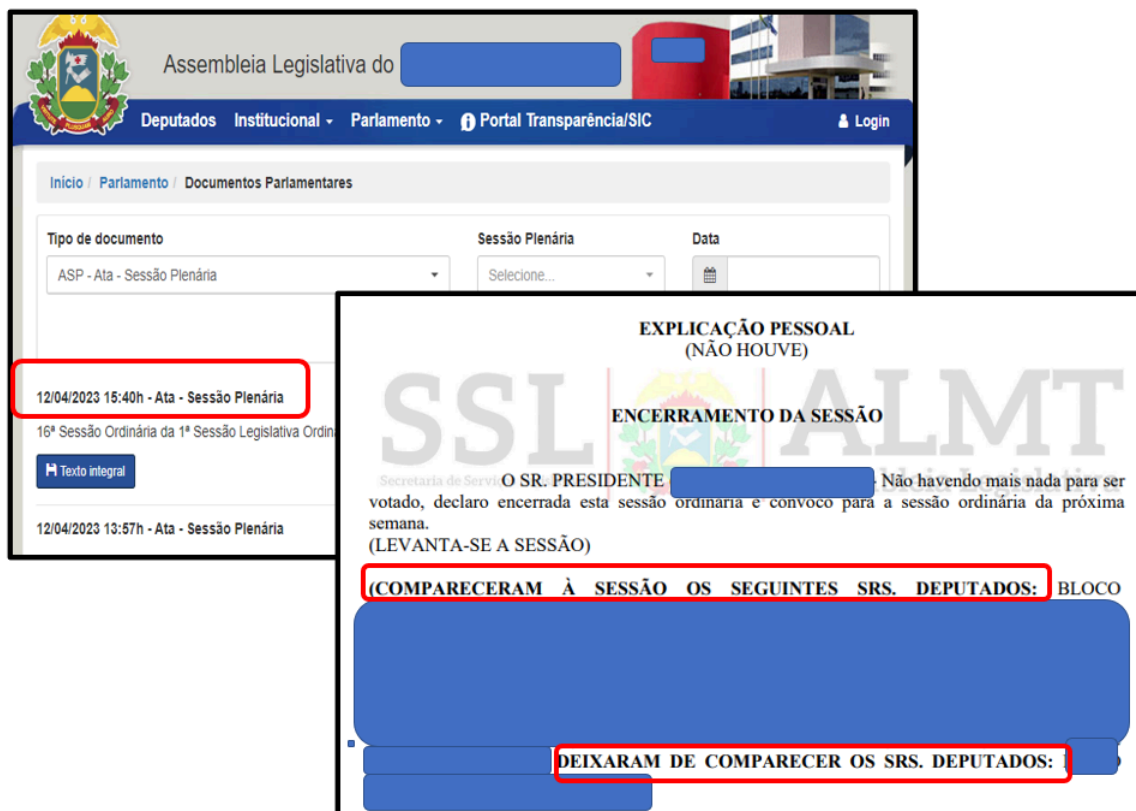 Assembleia Legislativa do
Deputados Institucional Parlamento Portal Transparência/SIC Login
Início / Parlamento / Documentos Parlamentares
Tipo de documento Sessão Plenária Data
ASP - Ata - Sessão Plenária Selecione...
12/04/2023 15:40h - Ata - Sessão Plenária
16ª Sessão Ordinária da 1ª Sessão Legislativa
Texto integral
12/04/2023 13:57h - Ata - Sessão Plenária
EXPLICAÇÃO PESSOAL
(NÃO HOUVE)
SSL ALMT
ENCERRAMENTO DA SESSÃO
Secretaria de
O SR. PRESIDENTE Não havendo mais nada para ser
votado, declaro encerrada esta sessão ordinária e convoco para a sessão ordinária da próxima
semana.
(LEVANTA-SE A SESSÃO)
(COMPARECERAM À SESSÃO OS SEGUINTES SRS. DEPUTADOS: BLOCO
DEIXARAM DE COMPARECER OS SRS. DEPUTADOS: